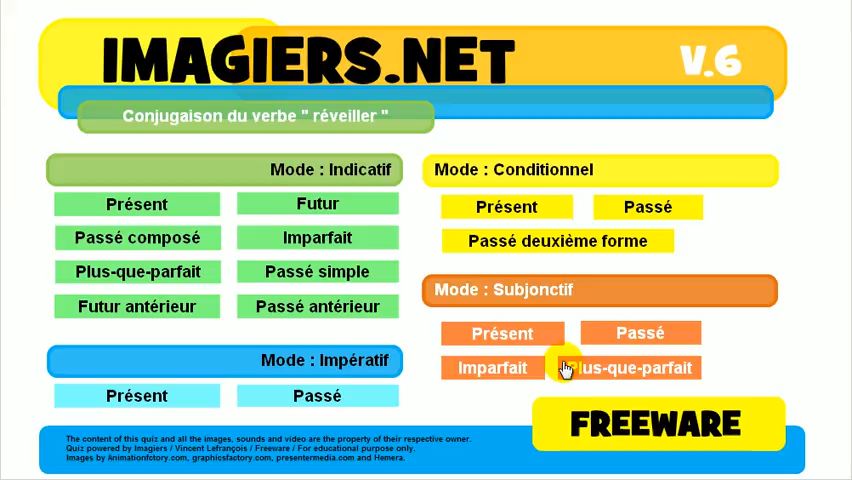 IMAGIERS.NET
V.6
Conjugaison du verbe " réveiller "
Mode : Indicatif
Présent
Futur
Passé composé
Imparfait
Plus-que-parfait
Passé simple
Futur antérieur
Passé antérieur
Mode : Impératif
Présent
Passé
Mode : Conditionnel
Présent
Passé
Passé deuxième forme
Mode : Subjonctif
Présent
Passé
Imparfait
Plus-que-parfait
FREEWARE
The content of this quiz and all the images, sounds and video are the property of their respective owner.
Quiz powered by Imagiers / Vincent Lefrançois / Freeware / For educational purpose only.
Images by Animationfctory.com, graphicsfactory.com, presentermedia.com and Hemera.